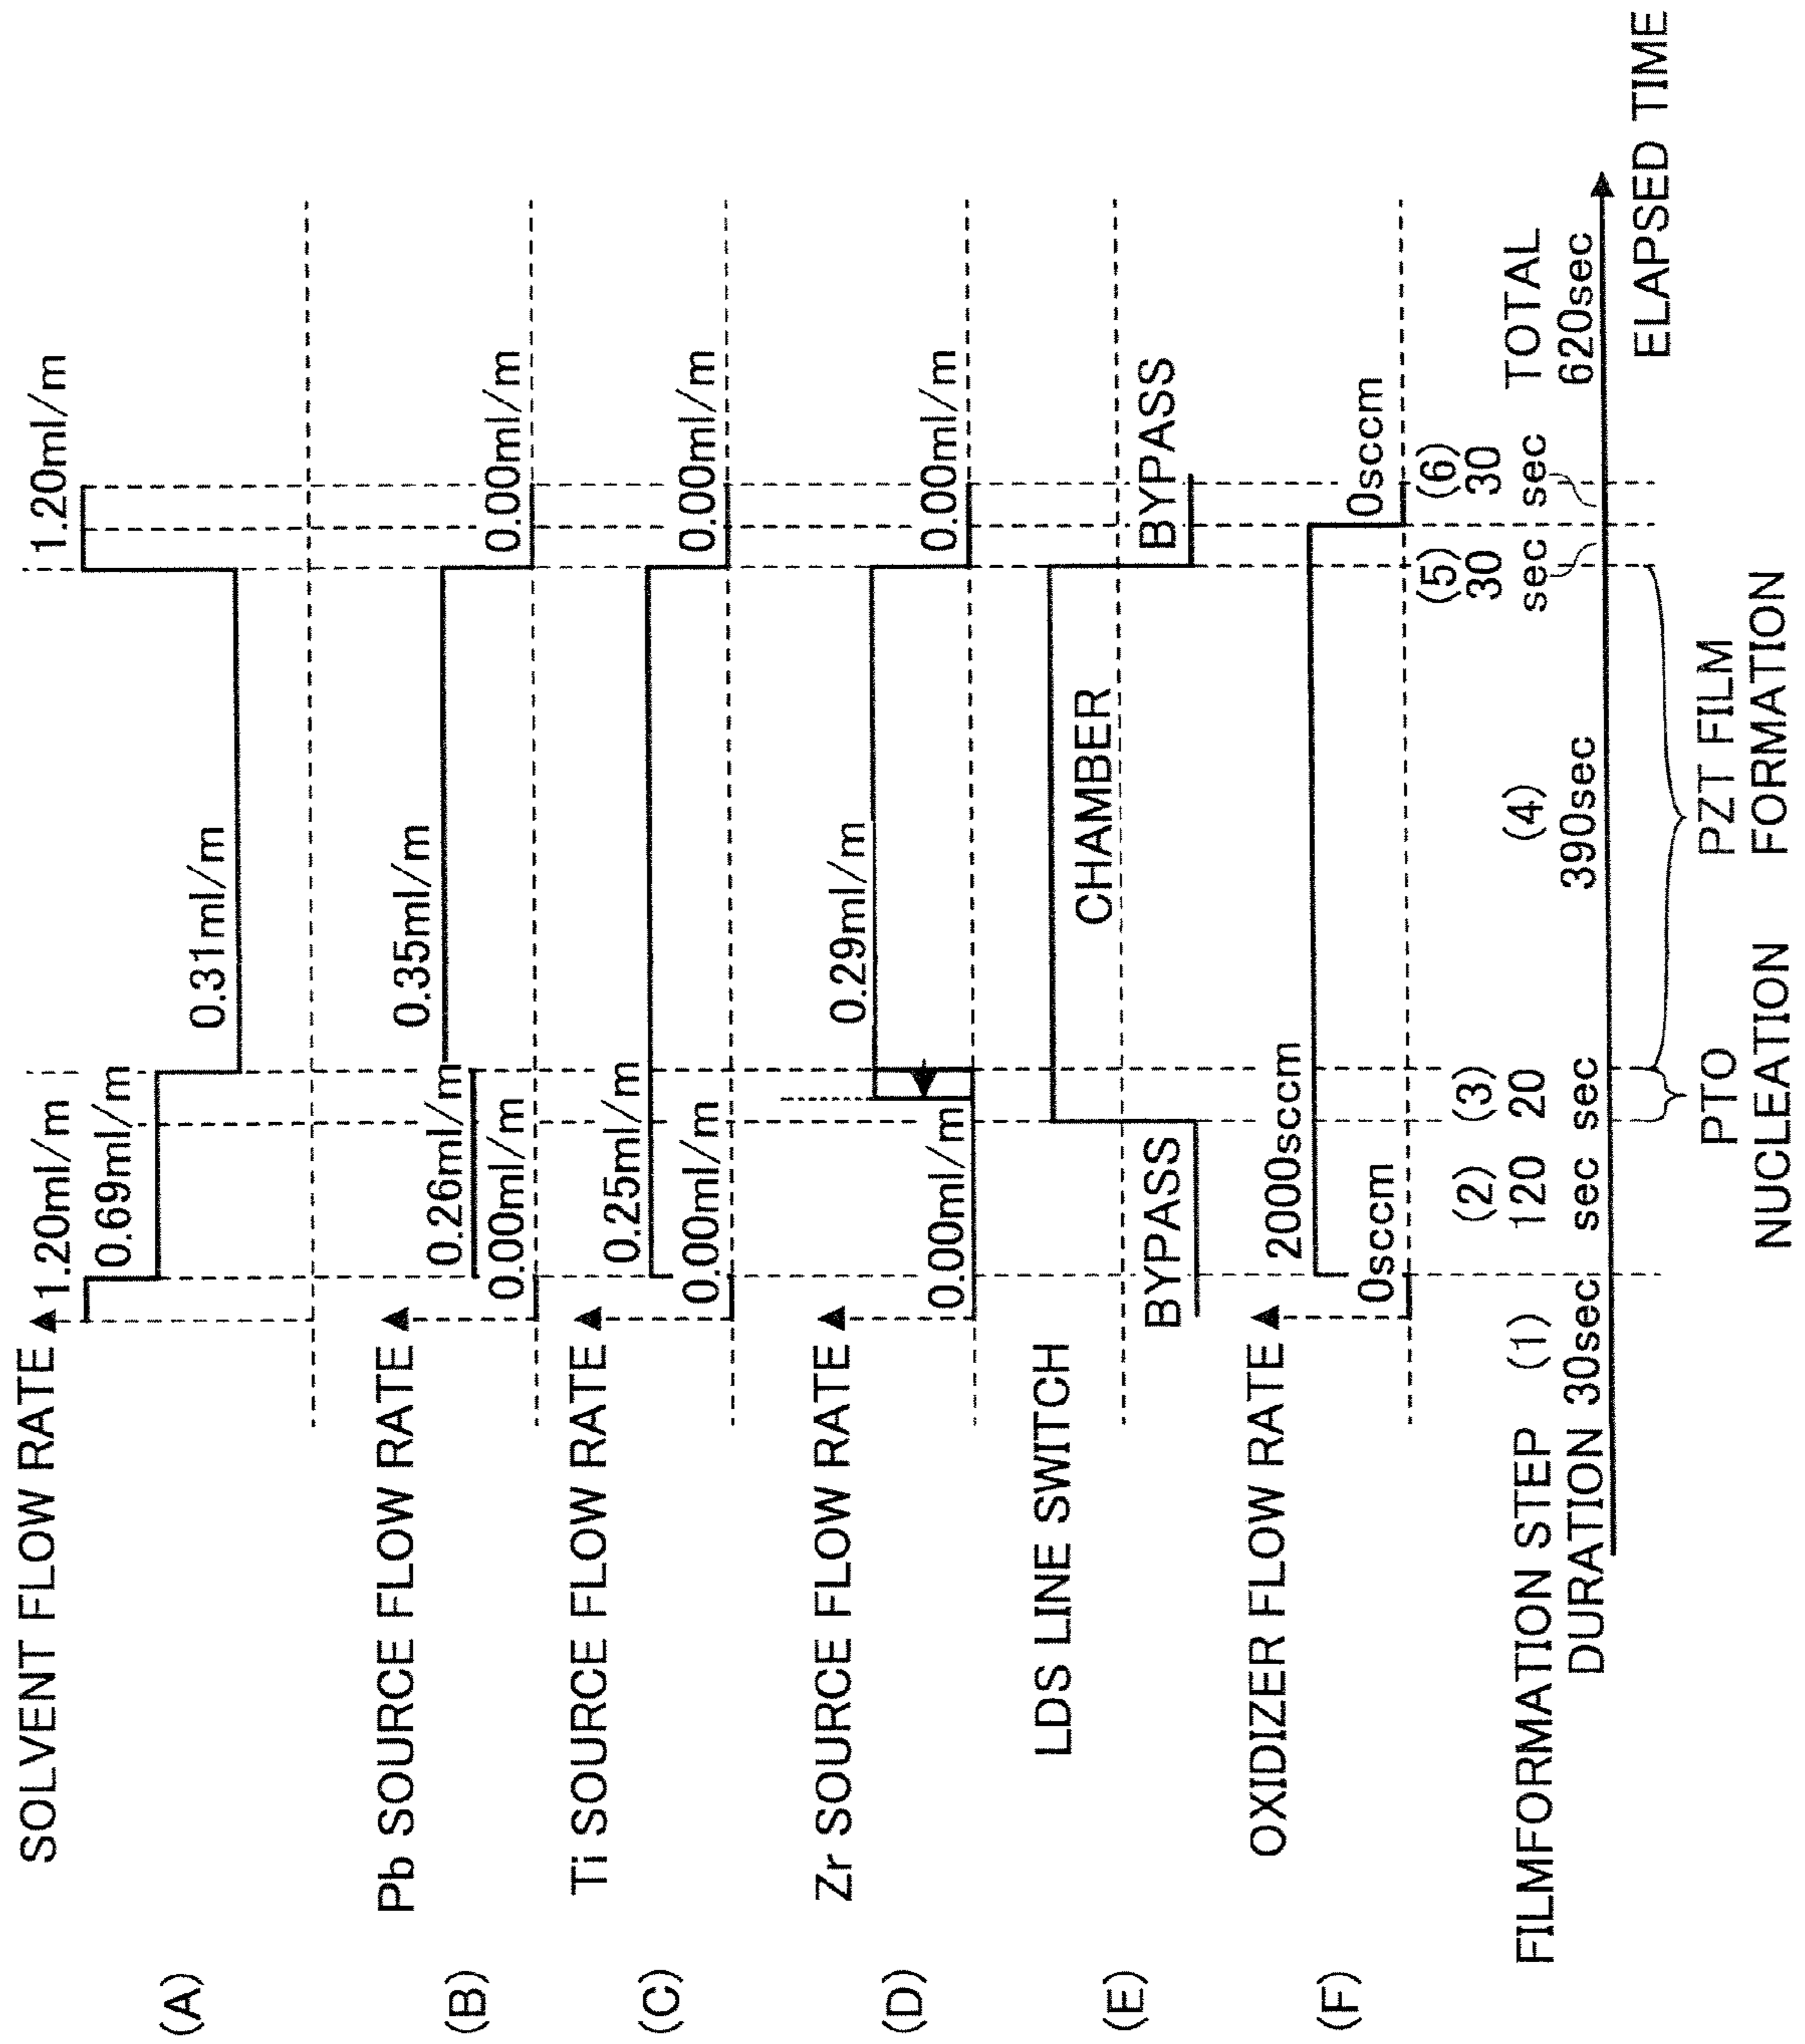 (A)
SOLVENT FLOW RATE
1.20ml/m
0.69ml/m
0.31ml/m
1.20ml/m
(B)
Pb SOURCE FLOW RATE
0.26ml/m
0.00ml/m
0.35ml/m
0.00ml/m
(C)
Ti SOURCE FLOW RATE
0.25ml/m
0.00ml/m
0.00ml/m
(D)
Zr SOURCE FLOW RATE
0.00ml/m
0.29ml/m
0.00ml/m
(E)
LDS LINE SWITCH
BYPASS
CHAMBER
BYPASS
(F)
OXIDIZER FLOW RATE
0sccm
2000sccm
0sccm
FILMFORMATION STEP (1) (2) (3) (4) (5) (6) TOTAL
DURATION 30sec 120 sec 20 sec 390sec 30 sec 30 sec 620sec
ELAPSED TIME
PTO
NUCLEATION
PZT FILM
FORMATION